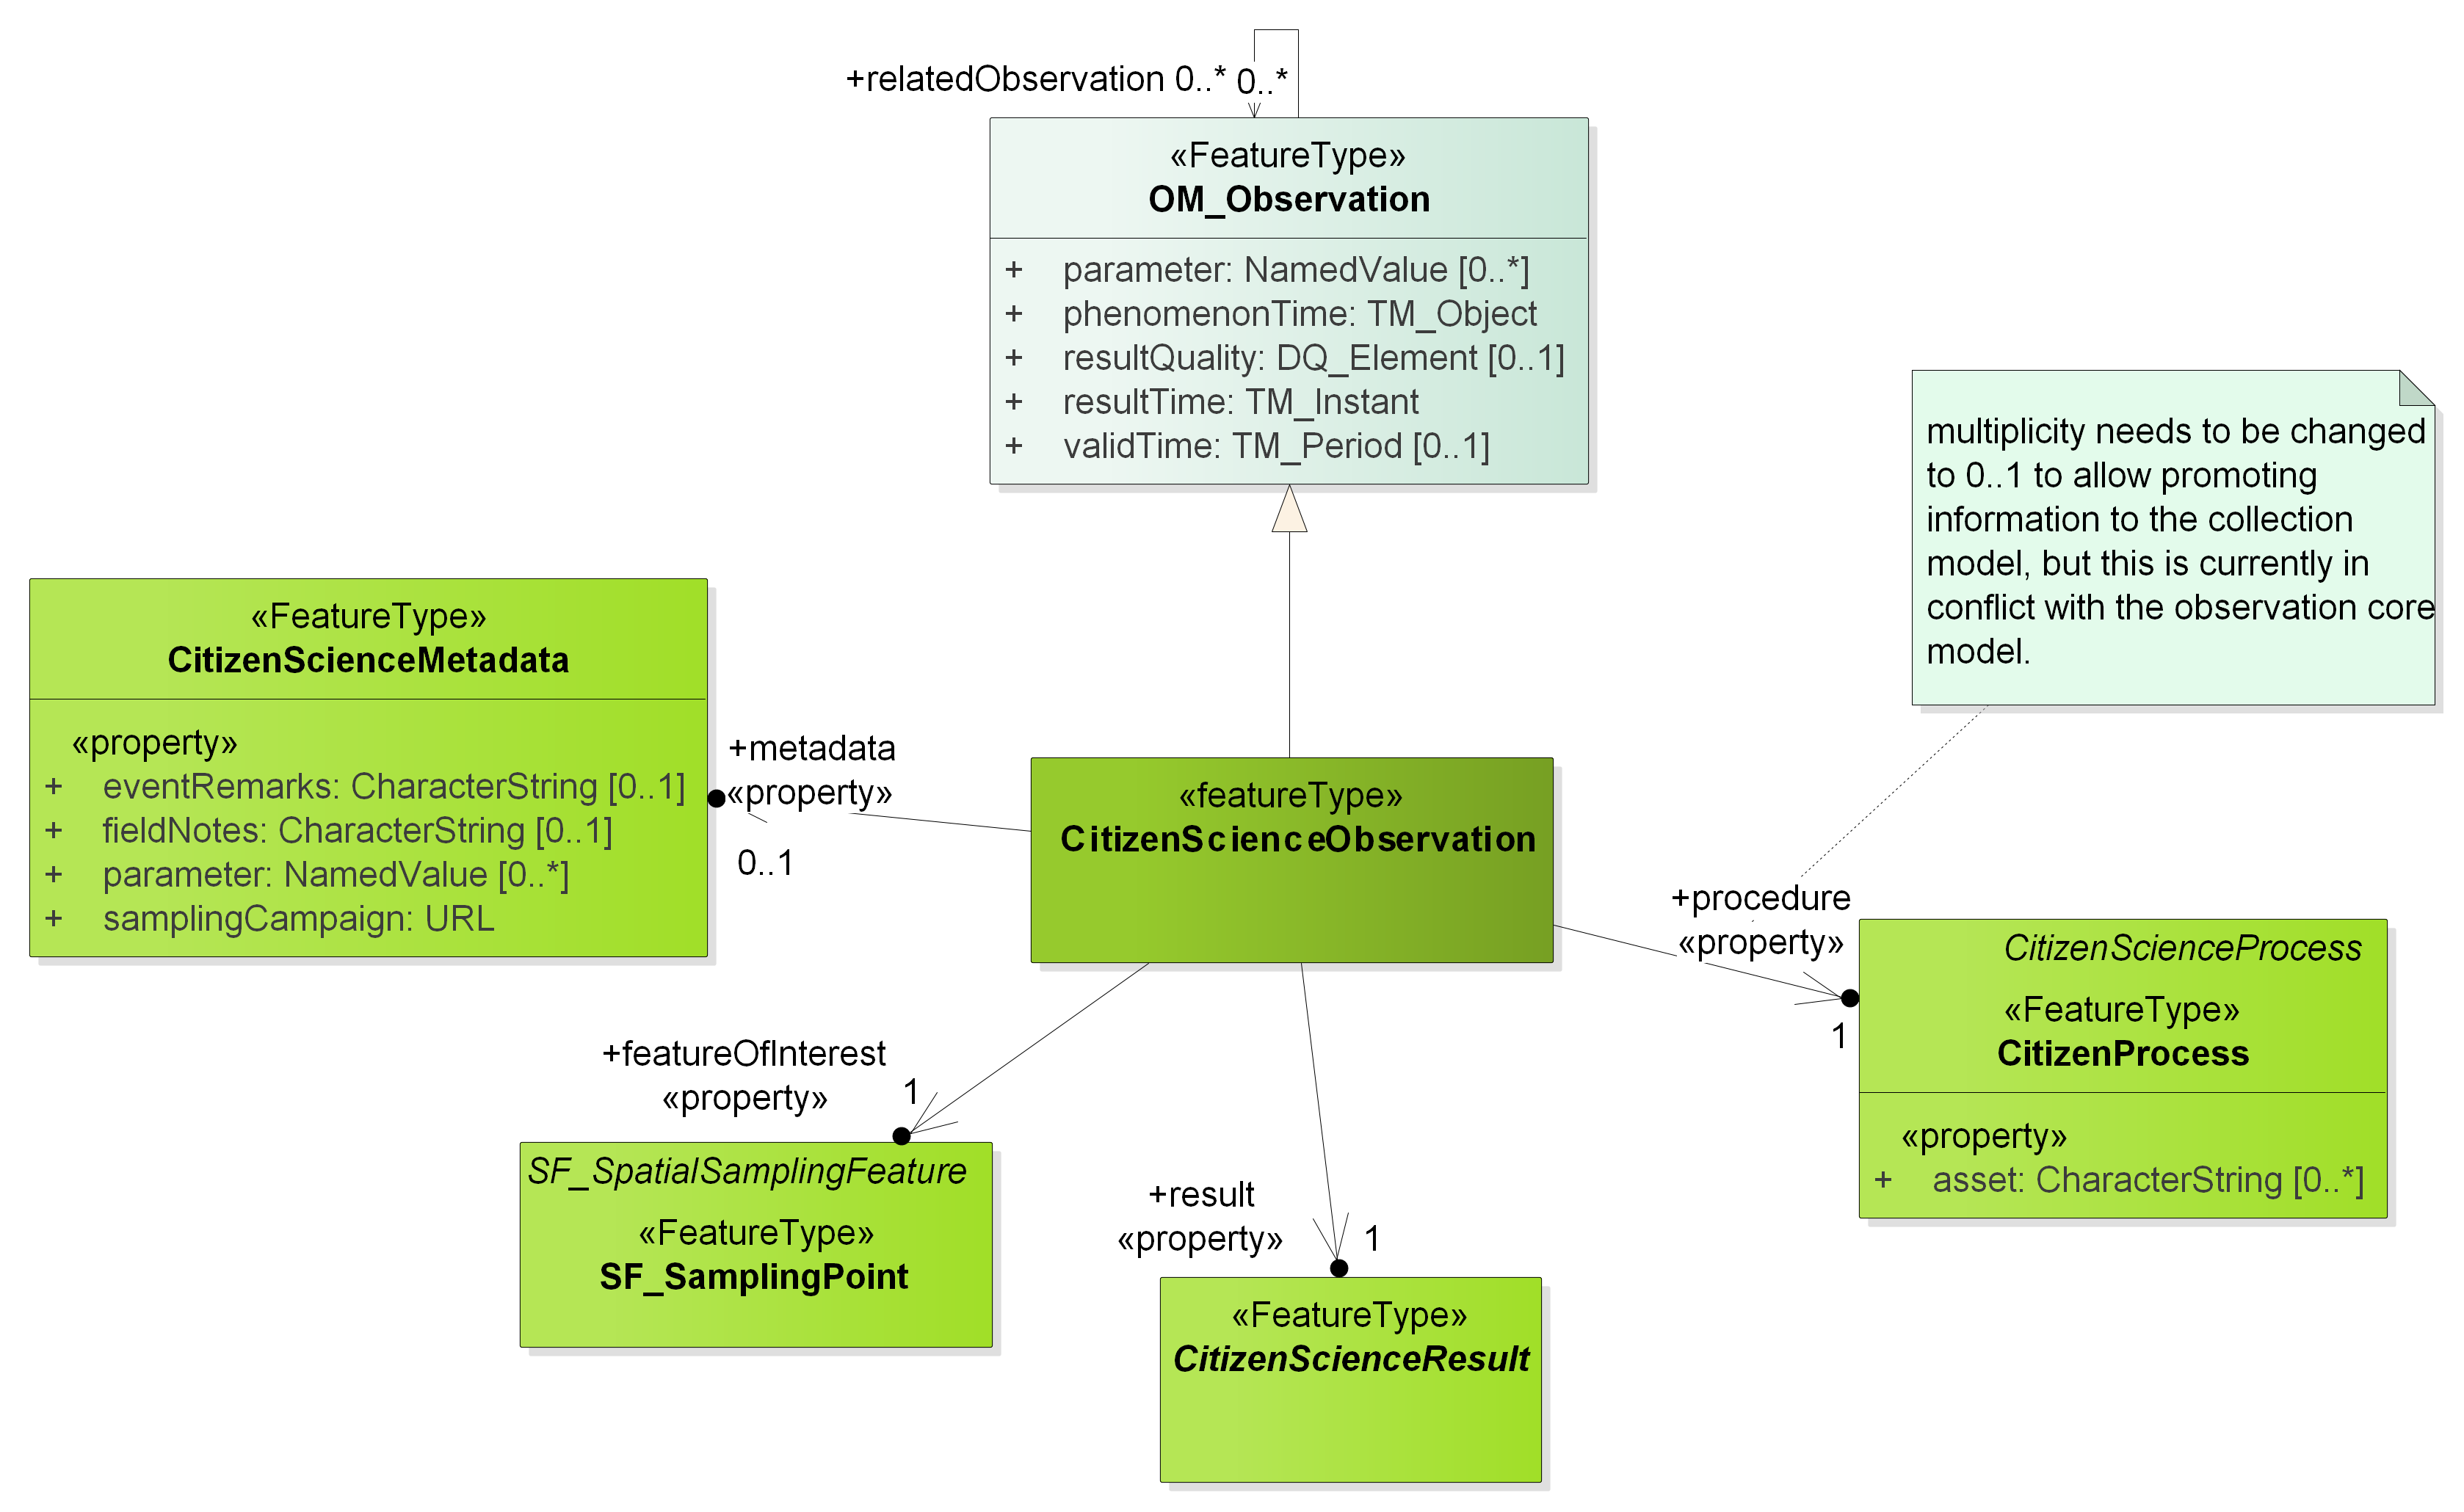 +relatedObservation 0..* 0..*
«FeatureType»
OM_Observation
+ parameter: NamedValue [0..*]
+ phenomenonTime: TM_Object
+ resultQuality: DQ_Element [0..1]
+ resultTime: TM_Instant
+ validTime: TM_Period [0..1]
multiplicity needs to be changed
to 0..1 to allow promoting
information to the collection
model, but this is currently in
conflict with the observation core
model.
«FeatureType»
CitizenScienceMetadata
«property»
+ eventRemarks: CharacterString [0..1]
+ fieldNotes: CharacterString [0..1]
+ parameter: NamedValue [0..*]
+ samplingCampaign: URL
+metadata
«property»
0..1
«featureType»
CitizenScienceObservation
+procedure
«property»
1
CitizenScienceProcess
«FeatureType»
CitizenProcess
«property»
+ asset: CharacterString [0..*]
+featureOfInterest
«property»
1
SF_SpatialSamplingFeature
«FeatureType»
SF_SamplingPoint
+result
«property»
1
«FeatureType»
CitizenScienceResult